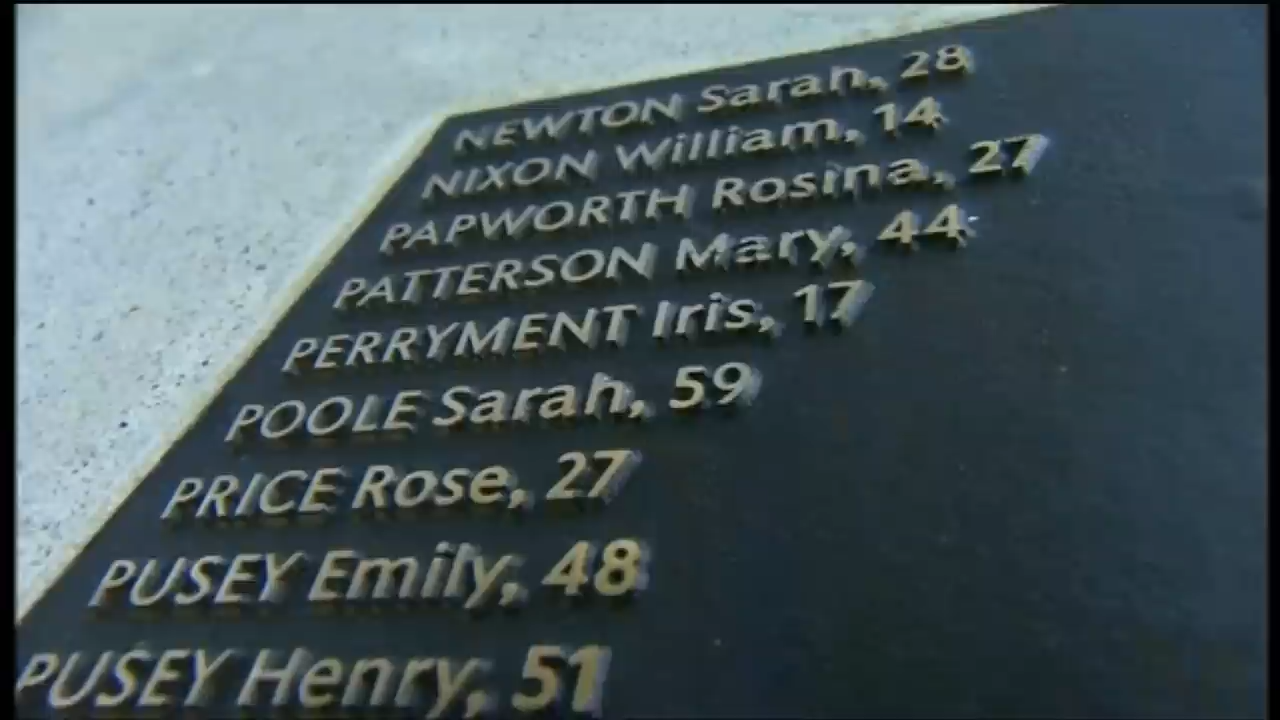 NEWTON Sarah, 28
NIXON William, 14
PAPWORTH Rosina, 27
PATTERSON Mary, 44
PERRYMENT Iris, 17
POOLE Sarah, 59
PRICE Rose, 27
PUSEY Emily, 48
PUSEY Henry, 51